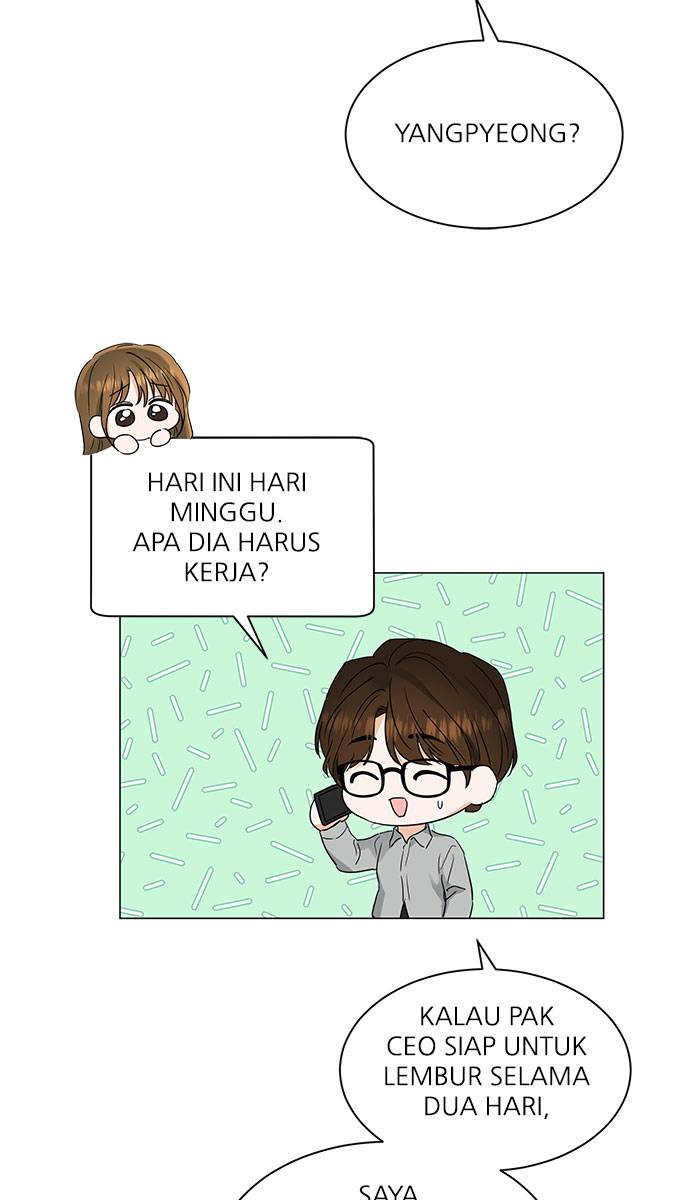 YANGPYEONG?
HARI INI HARI
MINGGU.
APA DIA HARUS
KERJA?
KALAU PAK
CEO SIAP UNTUK
LEMBUR SELAMA
DUA HARI,
SAYA